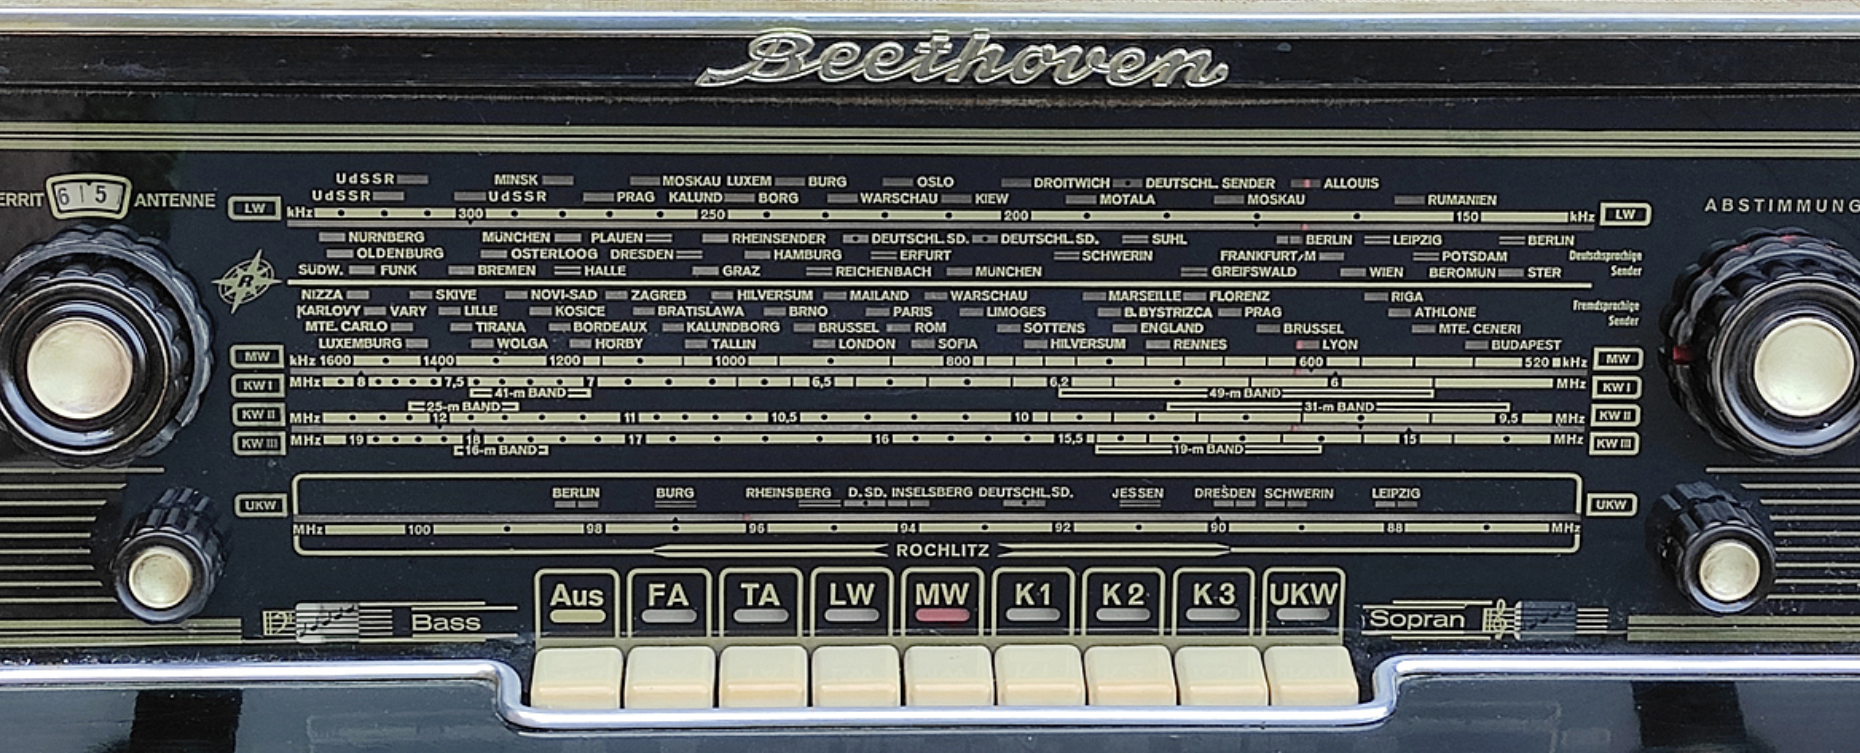 Beethoven
UdSSR MINSK MOSKAU LUXEM BURG OSLO DROITWICH DEUTSCHL. SENDER ALLOUIS
ERRIT 6 5 ANTENNE UdSSR UdSSR PRAG KALUND BORG WARSCHAU KIEW MOTALA MOSKAU RUMÄNIEN ABSTIMMUNG
LW kHz 300 250 200 150 kHz LW
NÜRNBERG MÜNCHEN PLAUEN RHEINSENDER DEUTSCHL.SD. DEUTSCHL.SD. SUHL BERLIN LEIPZIG BERLIN
OLDENBURG OSTERLOOG DRESDEN HAMBURG ERFURT SCHWERIN FRANKFURT/M POTSDAM Deutschsprachige
SÜDW. FUNK BREMEN HALLE GRAZ REICHENBACH MÜNCHEN GREIFSWALD WIEN BEROMÜN STER Sender
R
NIZZA SKIVE NOVI-SAD ZAGREB HILVERSUM MAILAND WARSCHAU MARSEILLE FLORENZ RIGA
KARLOVY VARY LILLE KOSICE BRATISLAWA BRNO PARIS LIMOGES B.BYSTRIZCA PRAG ATHLONE Fremdsprachige
MTE. CARLO TIRANA BORDEAUX KALUNDBORG BRÜSSEL ROM SOTTENS ENGLAND BRÜSSEL MTE. CENERI Sender
LUXEMBURG WOLGA HÖRBY TALLIN LONDON SOFIA HILVERSUM RENNES LYON BUDAPEST
MW kHz 1600 1400 1200 1000 800 600 520 kHz MW
KW I MHz 8 7,5 7 6,5 6,2 6 MHz KW I
41-m BAND 49-m BAND
25-m BAND 31-m BAND
KW II MHz 12 11 10,5 10 9,5 MHz KW II
KW III MHz 19 18 17 16 15,5 15 MHz KW III
16-m BAND 19-m BAND
BERLIN BURG RHEINSBERG D.SD. INSELSBERG DEUTSCHL.SD. JESSEN DRESDEN SCHWERIN LEIPZIG
UKW UKW
MHz 100 98 96 94 92 90 88 MHz
ROCHLITZ
Aus FA TA LW MW K1 K2 K3 UKW
Bass Sopran